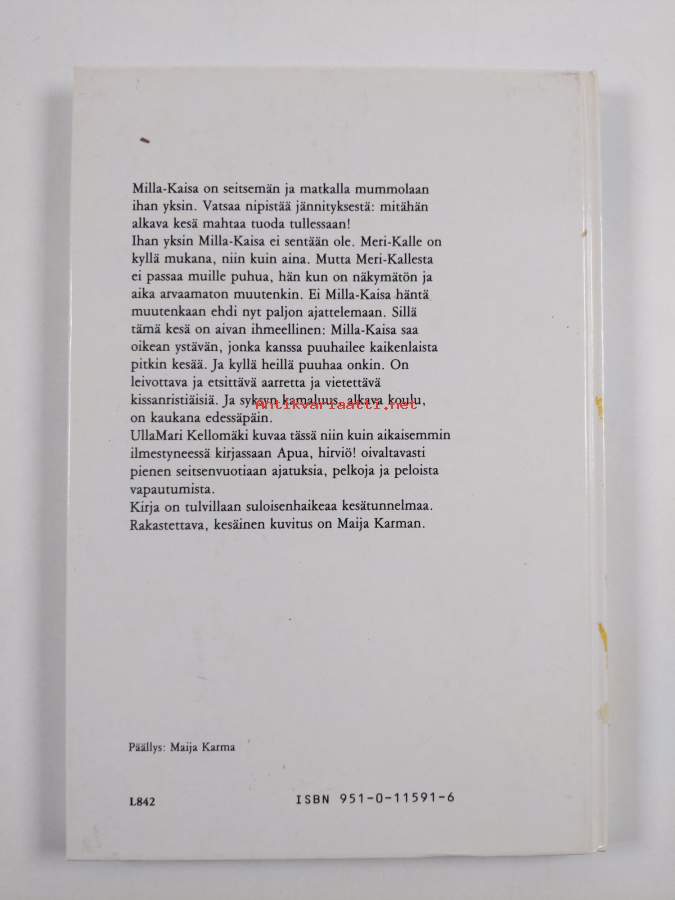 Milla-Kaisa on seitsemän ja matkalla mummolaan
ihan yksin. Vatsaa nipistää jännityksestä: mitähän
alkava kesä mahtaa tuoda tullessaan!
Ihan yksin Milla-Kaisa ei sentään ole. Meri-Kalle on
kyllä mukana, niin kuin aina. Mutta Meri-Kallesta
ei passaa muille puhua, hän kun on näkymätön ja
aika arvaamaton muutenkin. Ei Milla-Kaisa häntä
muutenkaan ehdi nyt paljon ajattelemaan. Sillä
tämä kesä on aivan ihmeellinen: Milla-Kaisa saa
oikean ystävän, jonka kanssa puuhailee kaikenlaista
pitkin kesää. Ja kyllä heillä puuhaa onkin. On
leivottava ja etsittävä aarretta ja vietettävä
kissanristiäisiä. Ja syksyn kamaluus, alkava koulu,
Antikvariaatti.net
on kaukana edessäpäin.
UllaMari Kellomäki kuvaa tässä niin kuin aikaisemmin
ilmestyneessä kirjassaan Apua, hirviö! oivaltavasti
pienen seitsenvuotiaan ajatuksia, pelkoja ja peloista
vapautumista.
Kirja on tulvillaan suloisenhaikeaa kesätunnelmaa.
Rakastettava, kesäinen kuvitus on Maija Karman.
Päällys: Maija Karma
L842
ISBN 951-0-11591-6